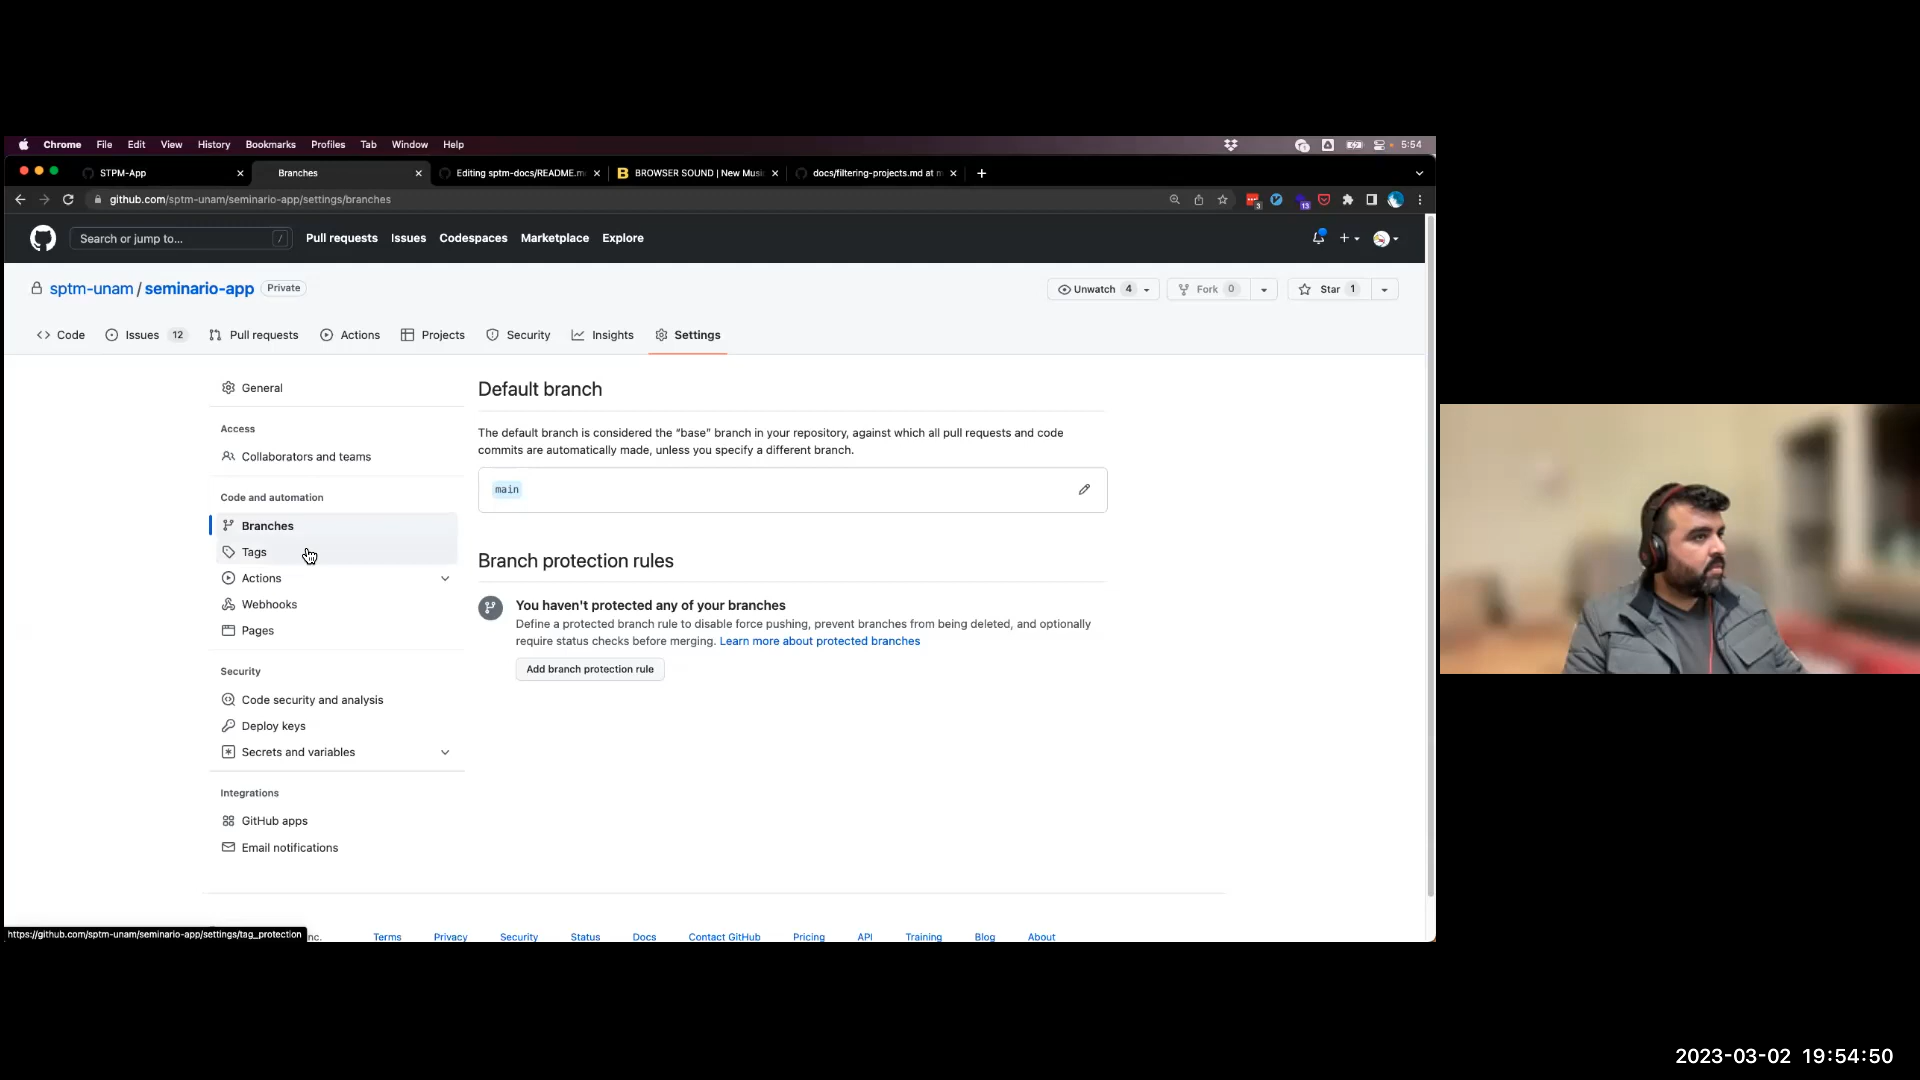 Chrome File Edit View History Bookmarks Profiles Tab Window Help 5:54
STPM-App Branches Editing sptm-docs/README.m BROWSER SOUND | New Musi docs/filtering-projects.md at
github.com/sptm-unam/seminario-app/settings/branches 3 13
Search or jump to... / Pull requests Issues Codespaces Marketplace Explore
sptm-unam / seminario-app Private Unwatch 4 Fork 0 Star 1
Code Issues 12 Pull requests Actions Projects Security Insights Settings
General
Access
Collaborators and teams
Code and automation
Branches
Tags
Actions
Webhooks
Pages
Security
Code security and analysis
Deploy keys
Secrets and variables
Integrations
GitHub apps
Email notifications
Default branch
The default branch is considered the “base” branch in your repository, against which all pull requests and code
commits are automatically made, unless you specify a different branch.
main
Branch protection rules
You haven't protected any of your branches
Define a protected branch rule to disable force pushing, prevent branches from being deleted, and optionally
require status checks before merging. Learn more about protected branches
Add branch protection rule
https://github.com/sptm-unam/seminario-app/settings/tag_protection nc. Terms Privacy Security Status Docs Contact GitHub Pricing API Training Blog About
2023-03-02 19:54:50